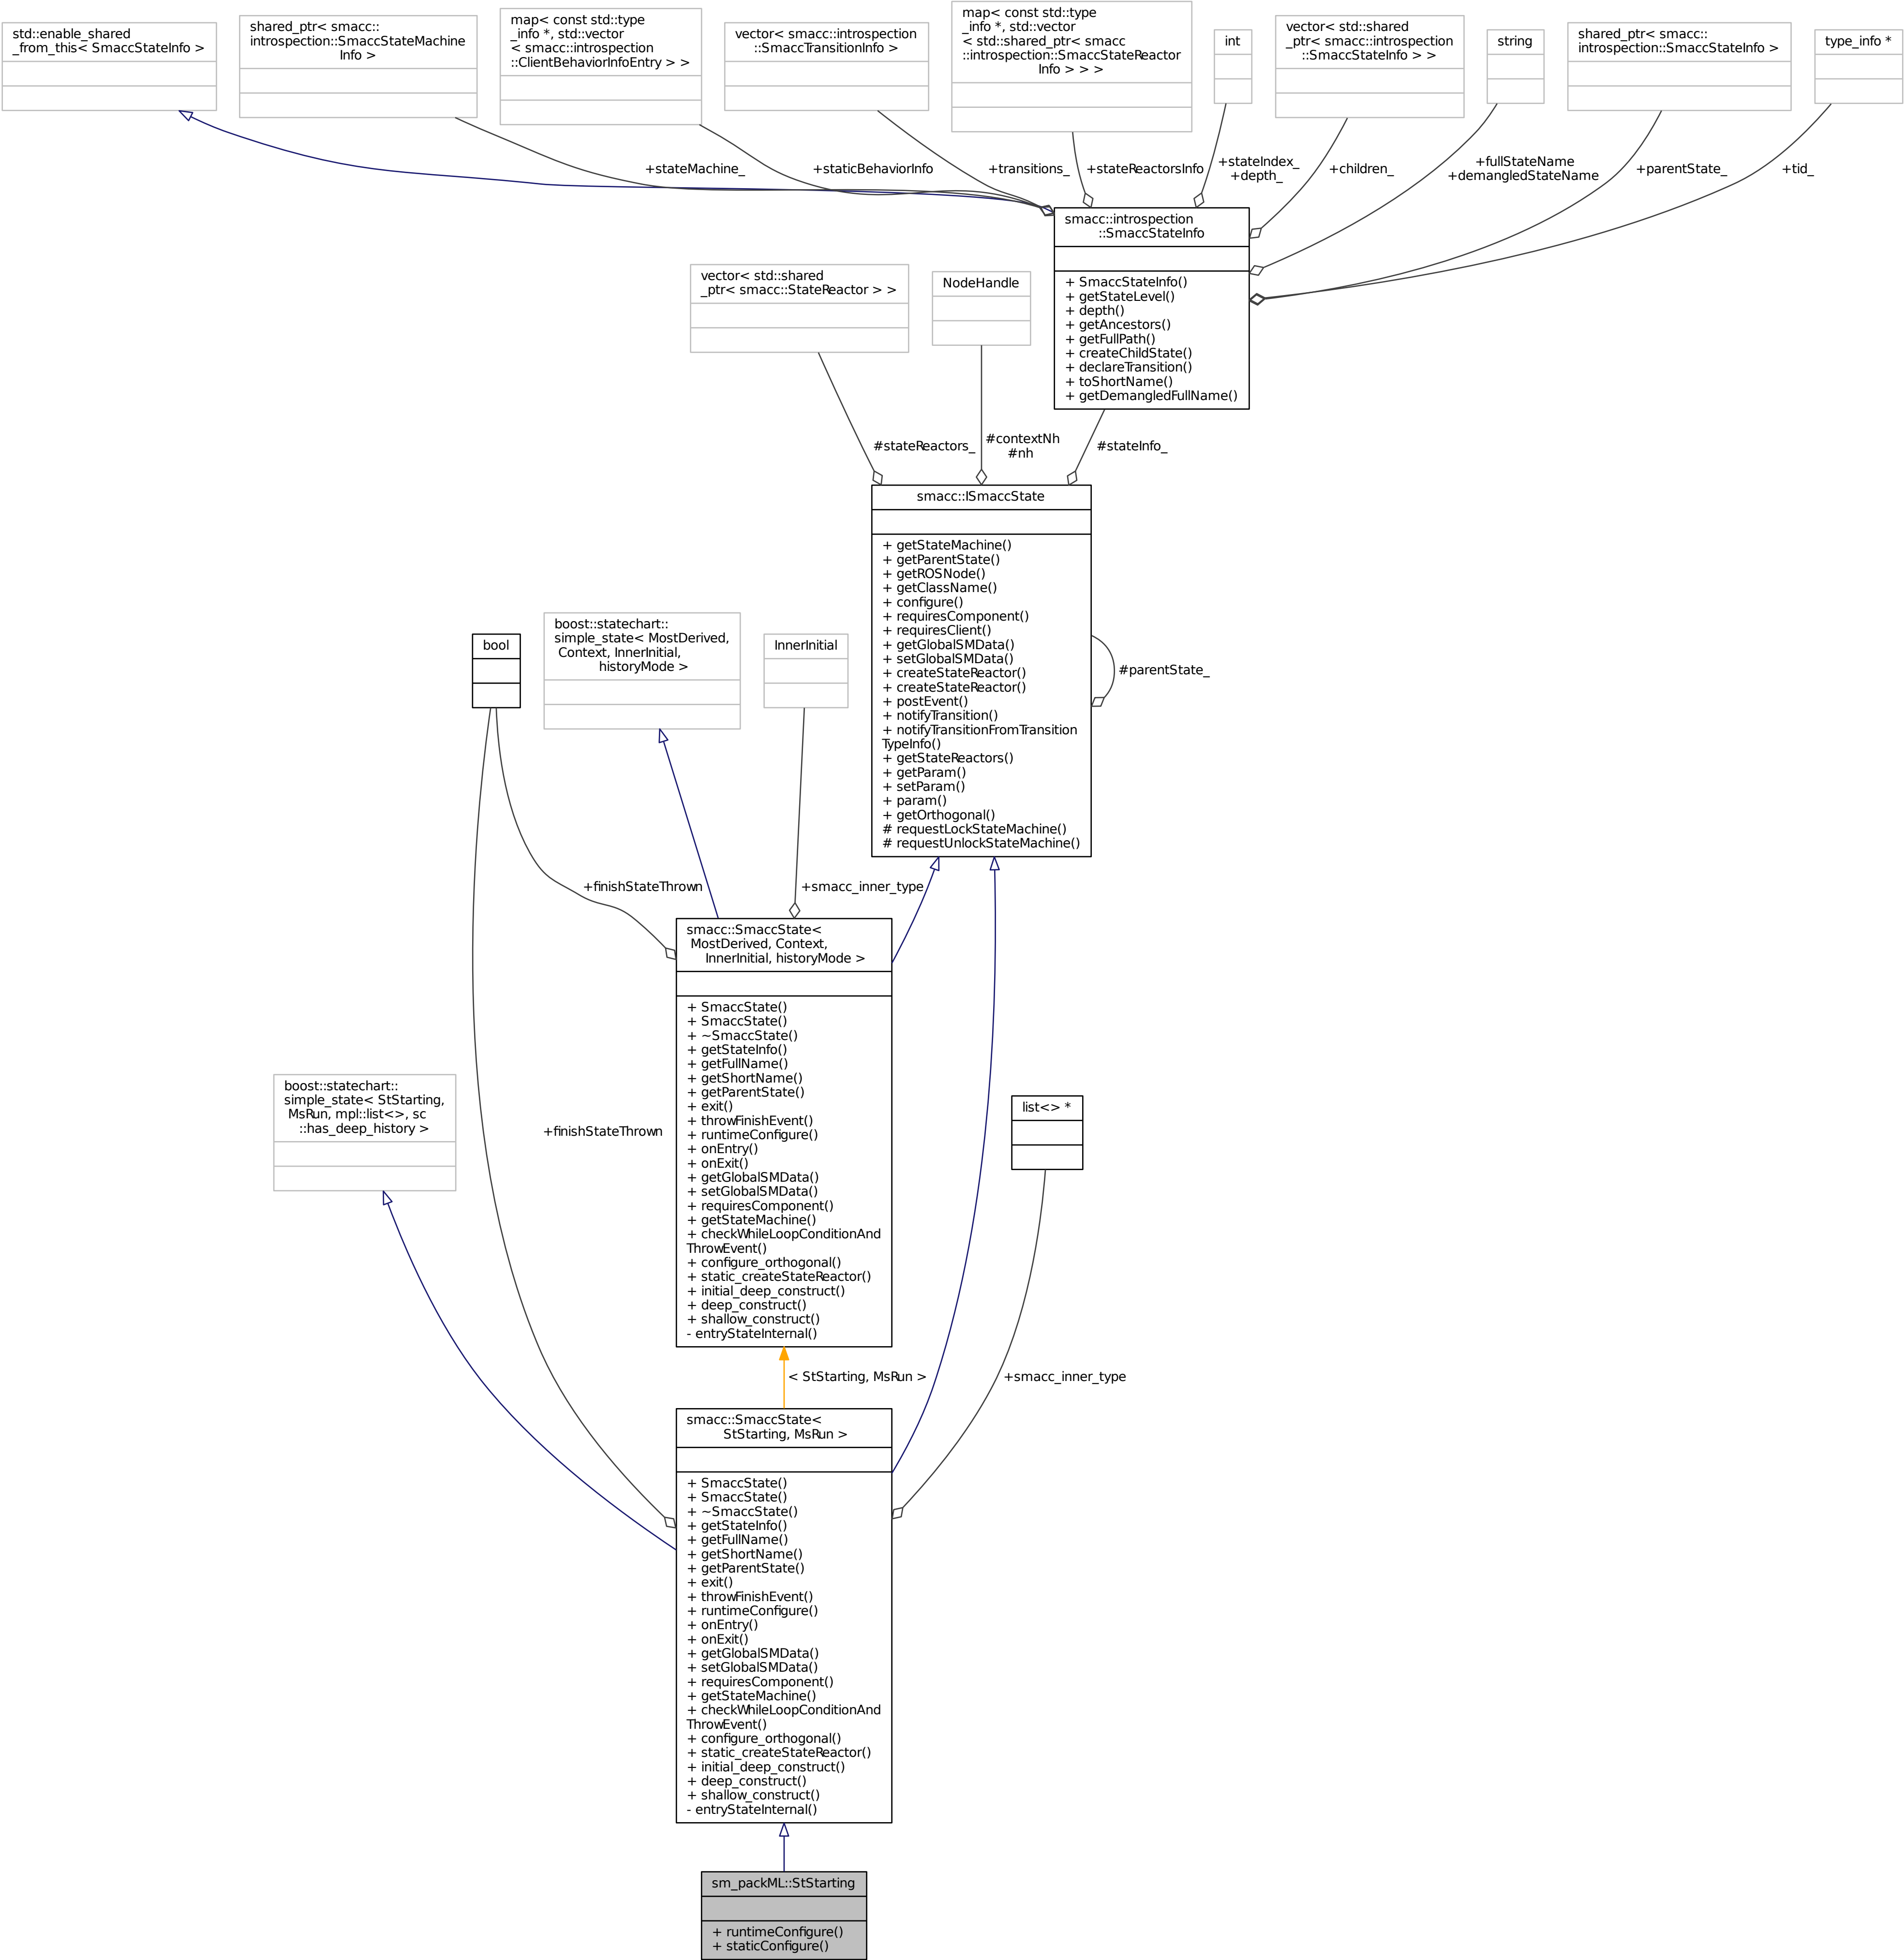 std::enable_shared
_from_this< SmaccStateInfo >
shared_ptr< smacc::
introspection::SmaccStateMachine
Info >
map< const std::type
_info *, std::vector
< smacc::introspection
::ClientBehaviorInfoEntry > >
vector< smacc::introspection
::SmaccTransitionInfo >
map< const std::type
_info *, std::vector
< std::shared_ptr< smacc
::introspection::SmaccStateReactor
Info > > >
int
vector< std::shared
_ptr< smacc::introspection
::SmaccStateInfo > >
string
shared_ptr< smacc::
introspection::SmaccStateInfo >
type_info *
+stateMachine_
+staticBehaviorInfo
+transitions_
+stateReactorsInfo
+stateIndex_
+depth_
+children_
+fullStateName
+demangledStateName
+parentState_
+tid_
smacc::introspection
::SmaccStateInfo
+ SmaccStateInfo()
+ getStateLevel()
+ depth()
+ getAncestors()
+ getFullPath()
+ createChildState()
+ declareTransition()
+ toShortName()
+ getDemangledFullName()
vector< std::shared
_ptr< smacc::StateReactor > >
NodeHandle
#stateReactors_
#contextNh
#nh
#stateInfo_
smacc::ISmaccState
+ getStateMachine()
+ getParentState()
+ getROSNode()
+ getClassName()
+ configure()
+ requiresComponent()
+ requiresClient()
+ getGlobalSMData()
+ setGlobalSMData()
+ createStateReactor()
+ createStateReactor()
+ postEvent()
+ notifyTransition()
+ notifyTransitionFromTransition
TypeInfo()
+ getStateReactors()
+ getParam()
+ setParam()
+ param()
+ getOrthogonal()
# requestLockStateMachine()
# requestUnlockStateMachine()
#parentState_
bool
boost::statechart::
simple_state< MostDerived,
Context, InnerInitial,
historyMode >
InnerInitial
+finishStateThrown
+smacc_inner_type
smacc::SmaccState<
MostDerived, Context,
InnerInitial, historyMode >
+ SmaccState()
+ SmaccState()
+ ~SmaccState()
+ getStateInfo()
+ getFullName()
+ getShortName()
+ getParentState()
+ exit()
+ throwFinishEvent()
+ runtimeConfigure()
+ onEntry()
+ onExit()
+ getGlobalSMData()
+ setGlobalSMData()
+ requiresComponent()
+ getStateMachine()
+ checkWhileLoopConditionAnd
ThrowEvent()
+ configure_orthogonal()
+ static_createStateReactor()
+ initial_deep_construct()
+ deep_construct()
+ shallow_construct()
- entryStateInternal()
boost::statechart::
simple_state< StStarting,
MsRun, mpl::list<>, sc
::has_deep_history >
+finishStateThrown
list<> *
< StStarting, MsRun >
+smacc_inner_type
smacc::SmaccState<
StStarting, MsRun >
+ SmaccState()
+ SmaccState()
+ ~SmaccState()
+ getStateInfo()
+ getFullName()
+ getShortName()
+ getParentState()
+ exit()
+ throwFinishEvent()
+ runtimeConfigure()
+ onEntry()
+ onExit()
+ getGlobalSMData()
+ setGlobalSMData()
+ requiresComponent()
+ getStateMachine()
+ checkWhileLoopConditionAnd
ThrowEvent()
+ configure_orthogonal()
+ static_createStateReactor()
+ initial_deep_construct()
+ deep_construct()
+ shallow_construct()
- entryStateInternal()
sm_packML::StStarting
+ runtimeConfigure()
+ staticConfigure()